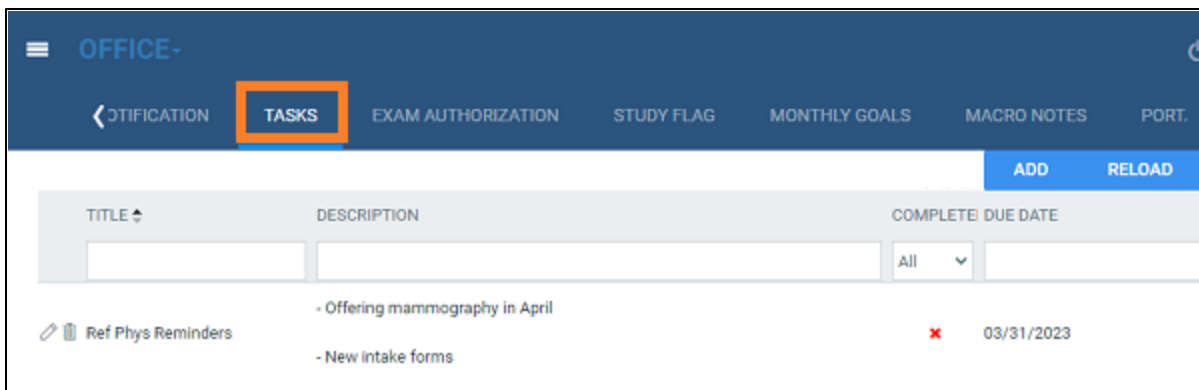 OFFICE
OTIFICATION TASKS EXAM AUTHORIZATION STUDY FLAG MONTHLY GOALS MACRO NOTES PORT.
ADD RELOAD
TITLE DESCRIPTION COMPLETE DUE DATE
All
- Offering mammography in April
Ref Phys Reminders 03/31/2023
- New intake forms